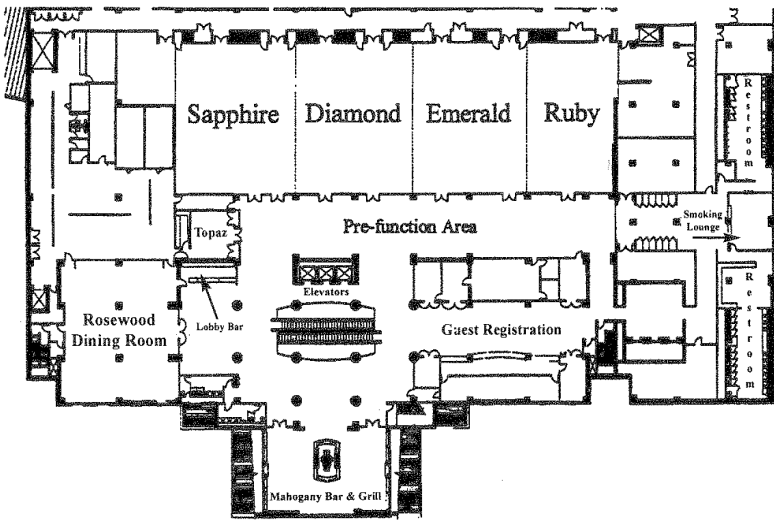 Sapphire
Diamond
Emerald
Ruby
Restroom
Topaz
Pre-function Area
Smoking
Lounge
Elevators
Lobby Bar
Rosewood
Dining Room
Guest Registration
Restroom
Mahogany Bar & Grill